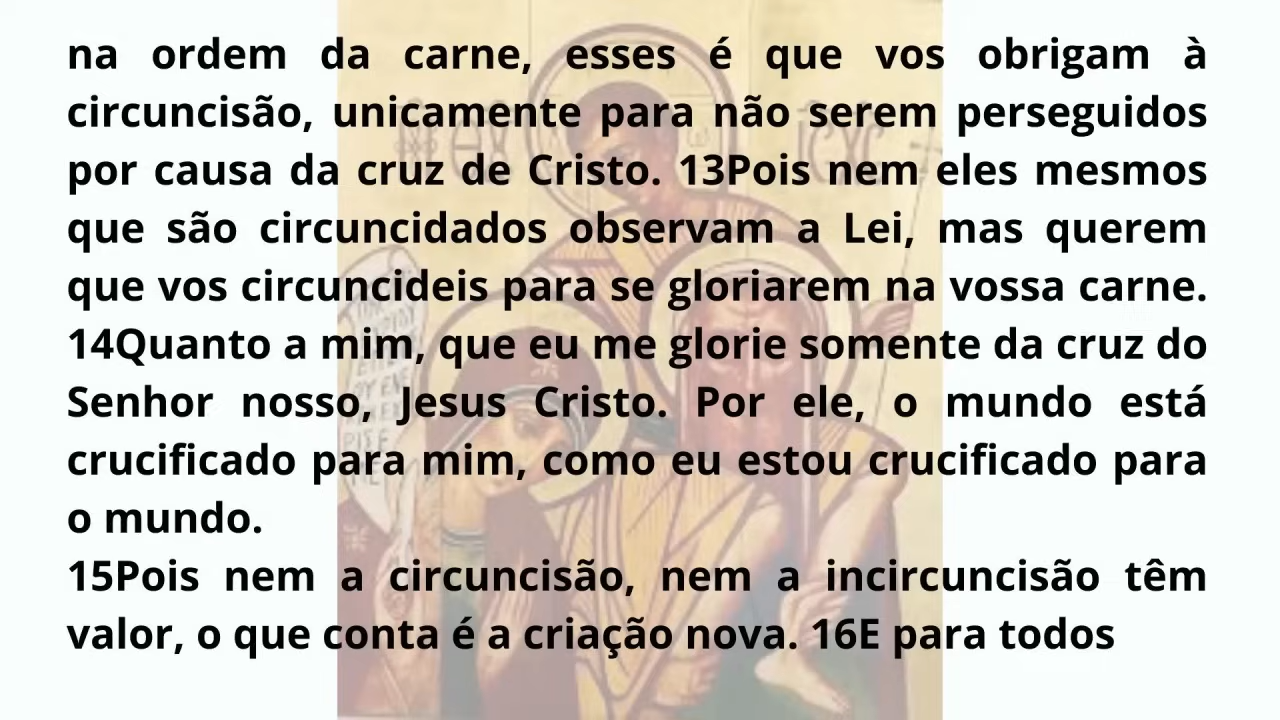 na ordem da carne, esses é que vos obrigam à
circuncisão, unicamente para não serem perseguidos
por causa da cruz de Cristo. 13Pois nem eles mesmos
que são circuncidados observam a Lei, mas querem
que vos circuncideis para se gloriarem na vossa carne.
14Quanto a mim, que eu me glorie somente da cruz do
Senhor nosso, Jesus Cristo. Por ele, o mundo está
crucificado para mim, como eu estou crucificado para
o mundo.
15Pois nem a circuncisão, nem a incircuncisão têm
valor, o que conta é a criação nova. 16E para todos